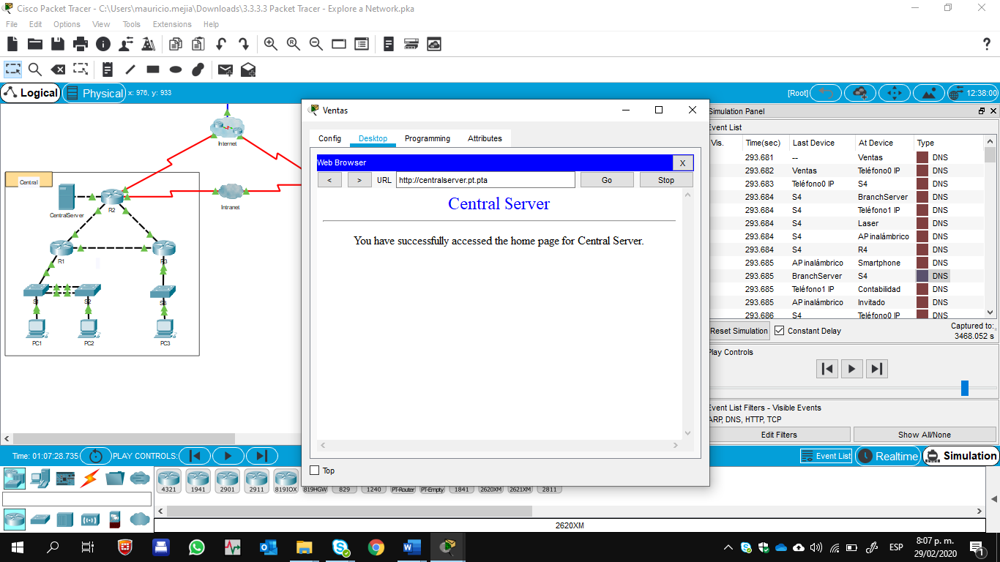 Cisco Packet Tracer - C:\Users\mauricio.mejia\Downloads\3.3.3.3 Packet Tracer - Explore a Network.pka
File Edit Options View Tools Extensions Help
?
Logical Physical x: 976, y: 933 [Root] 12:38:00
Internet
Central
CentralServer
R2
Intranet
R1
R3
S1
S2
S3
PC1
PC2
PC3
Ventas
Config Desktop Programming Attributes
Web Browser X
< > URL http://centralserver.pt.pta Go Stop
Central Server
You have successfully accessed the home page for Central Server.
Top
Simulation Panel
Event List
Vis. Time(sec) Last Device At Device Type
293.681 -- Ventas DNS
293.682 Ventas Teléfono0 IP DNS
293.683 Teléfono0 IP S4 DNS
293.684 S4 BranchServer DNS
293.684 S4 Teléfono1 IP DNS
293.684 S4 Laser DNS
293.684 S4 AP inalámbrico DNS
293.684 S4 R4 DNS
293.685 AP inalámbrico Smartphone DNS
293.685 BranchServer S4 DNS
293.685 Teléfono1 IP Contabilidad DNS
293.685 AP inalámbrico Invitado DNS
293.686 S4 Teléfono0 IP DNS
Reset Simulation Constant Delay Captured to:
3468.052 s
Play Controls
Event List Filters - Visible Events
ARP, DNS, HTTP, TCP
Edit Filters Show All/None
Time: 01:07:28.735 PLAY CONTROLS: Event List Realtime Simulation
4321 1941 2901 2911 819IOX 819HGW 829 1240 PT-Router PT-Empty 1841 2620XM 2621XM 2811
2620XM
ESP
8:07 p. m.
29/02/2020
1